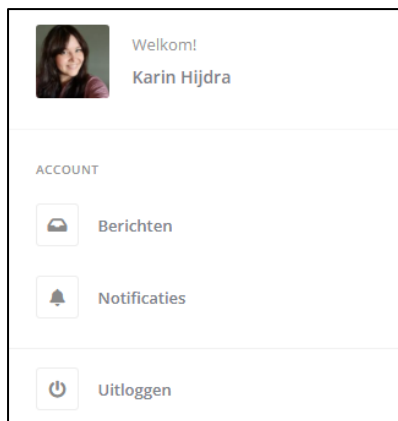 Welkom!
Karin Hijdra
ACCOUNT
Berichten
Notificaties
Uitloggen